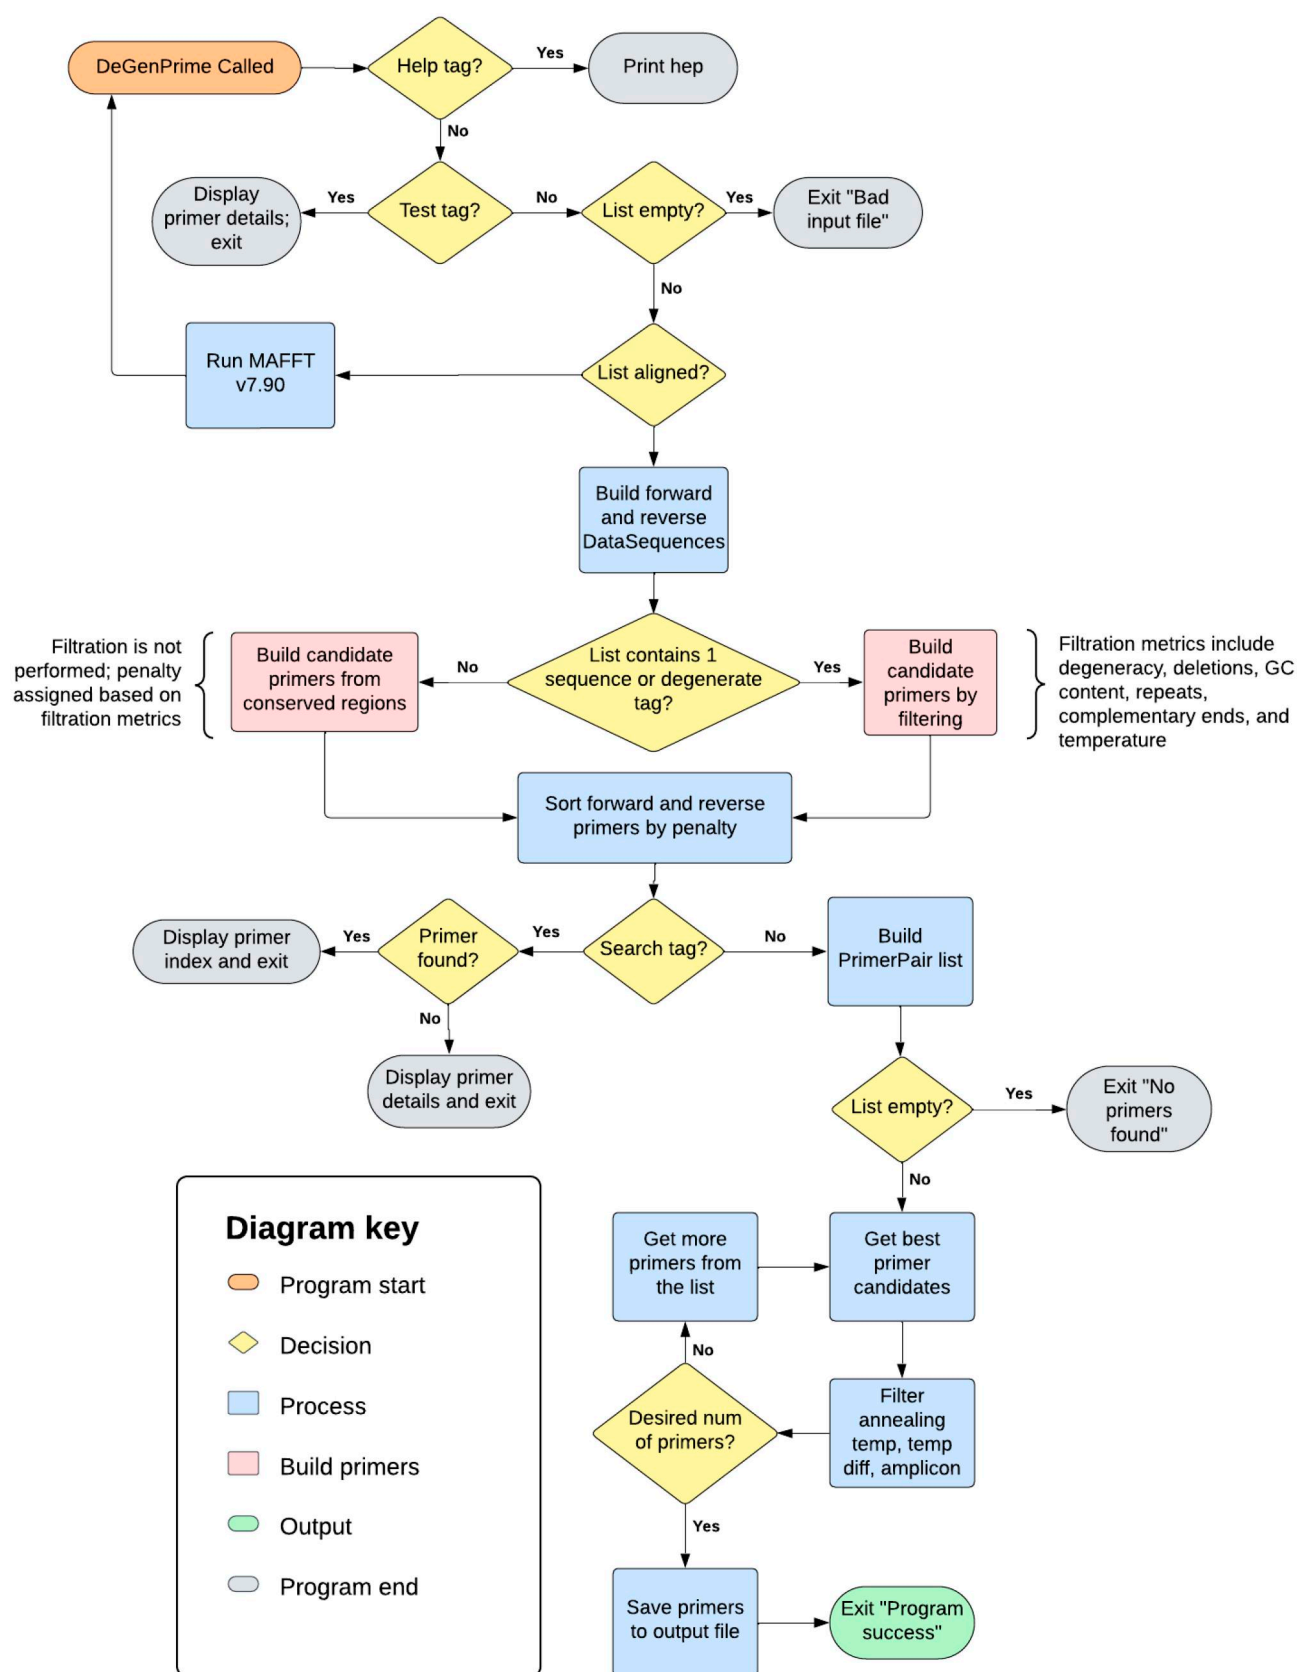 DeGenPrime Called
Help tag?
Yes
Print hep
No
Display
primer details;
exit
Yes
Test tag?
No
List empty?
Yes
Exit "Bad
input file"
No
Run MAFFT
v7.90
List aligned?
Build forward
and reverse
DataSequences
Filtration is not
performed; penalty
assigned based on
filtration metrics
Build candidate
primers from
conserved regions
No
List contains 1
sequence or degenerate
tag?
Yes
Build
candidate
primers by
filtering
Filtration metrics include
degeneracy, deletions, GC
content, repeats,
complementary ends, and
temperature
Sort forward and reverse
primers by penalty
Display primer
index and exit
Yes
Primer
found?
Yes
Search tag?
No
Build
PrimerPair list
No
Display primer
details and exit
List empty?
Yes
Exit "No
primers
found"
No
Get more
primers from
the list
Get best
primer
candidates
No
Desired num
of primers?
Filter
annealing
temp, temp
diff, amplicon
Yes
Save primers
to output file
Exit "Program
success"
Diagram key
Program start
Decision
Process
Build primers
Output
Program end